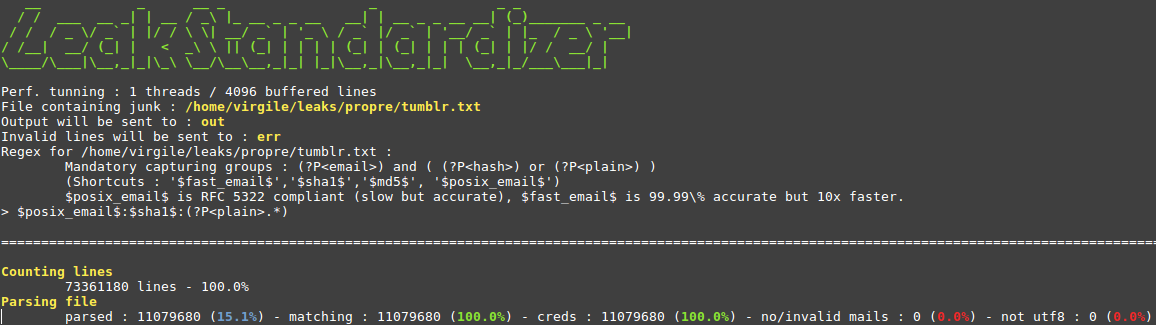 LeakStandardizer
Perf. tunning : 1 threads / 4096 buffered lines
File containing junk : /home/virgile/leaks/propre/tumblr.txt
Output will be sent to : out
Invalid lines will be sent to : err
Regex for /home/virgile/leaks/propre/tumblr.txt :
Mandatory capturing groups : (?P<email>) and ( (?P<hash>) or (?P<plain>) )
(Shortcuts : '$fast_email$','$sha1$','$md5$', '$posix_email$')
$posix_email$ is RFC 5322 compliant (slow but accurate), $fast_email$ is 99.99\% accurate but 10x faster.
> $posix_email$:$sha1$:(?P<plain>.*)
Counting lines
73361180 lines - 100.0%
Parsing file
parsed : 11079680 (15.1%) - matching : 11079680 (100.0%) - creds : 11079680 (100.0%) - no/invalid mails : 0 (0.0%) - not utf8 : 0 (0.0%)